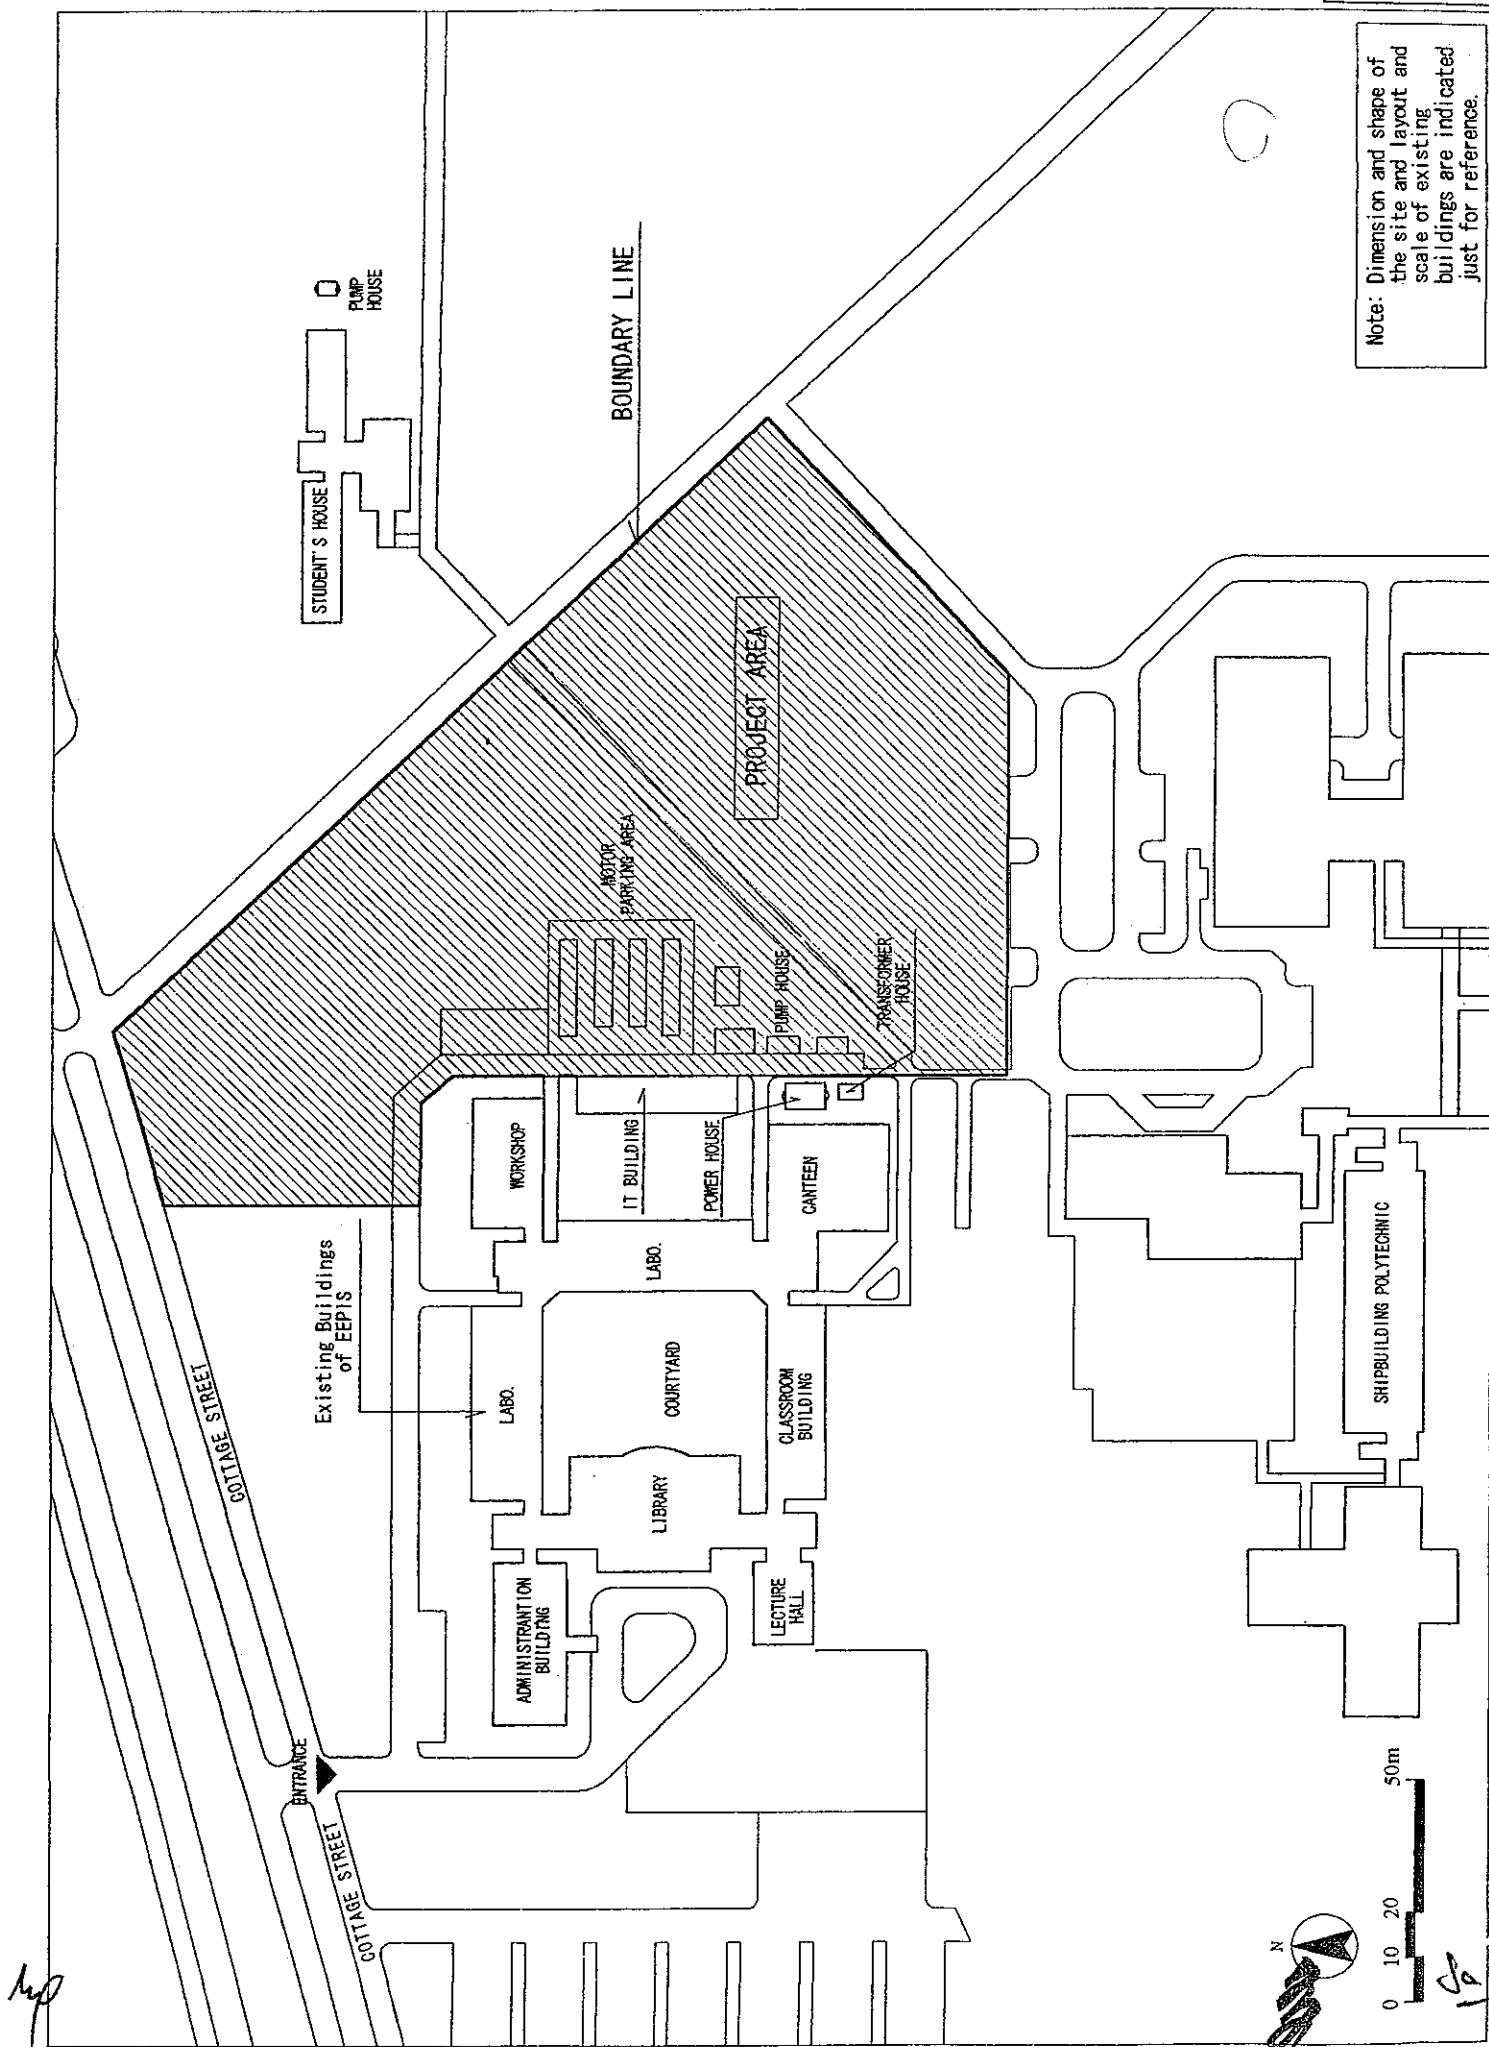 COTTAGE STREET
ENTRANCE
COTTAGE STREET
Existing Buildings
of EEPIS
ADMINISTRANTION
BUILDING
LABO.
WORKSHOP
LIBRARY
COURTYARD
LABO.
IT BUILDING
POWER HOUSE
LECTURE
HALL
CLASSROOM
BUILDING
CANTEEN
MOTOR
PARKING AREA
PUMP HOUSE
TRANSFORMER
HOUSE
PROJECT AREA
STUDENT'S HOUSE
PUMP
HOUSE
BOUNDARY LINE
SHIPBUILDING POLYTECHNIC
N
0 10 20 50m
Note: Dimension and shape of
the site and layout and
scale of existing
buildings are indicated
just for reference.